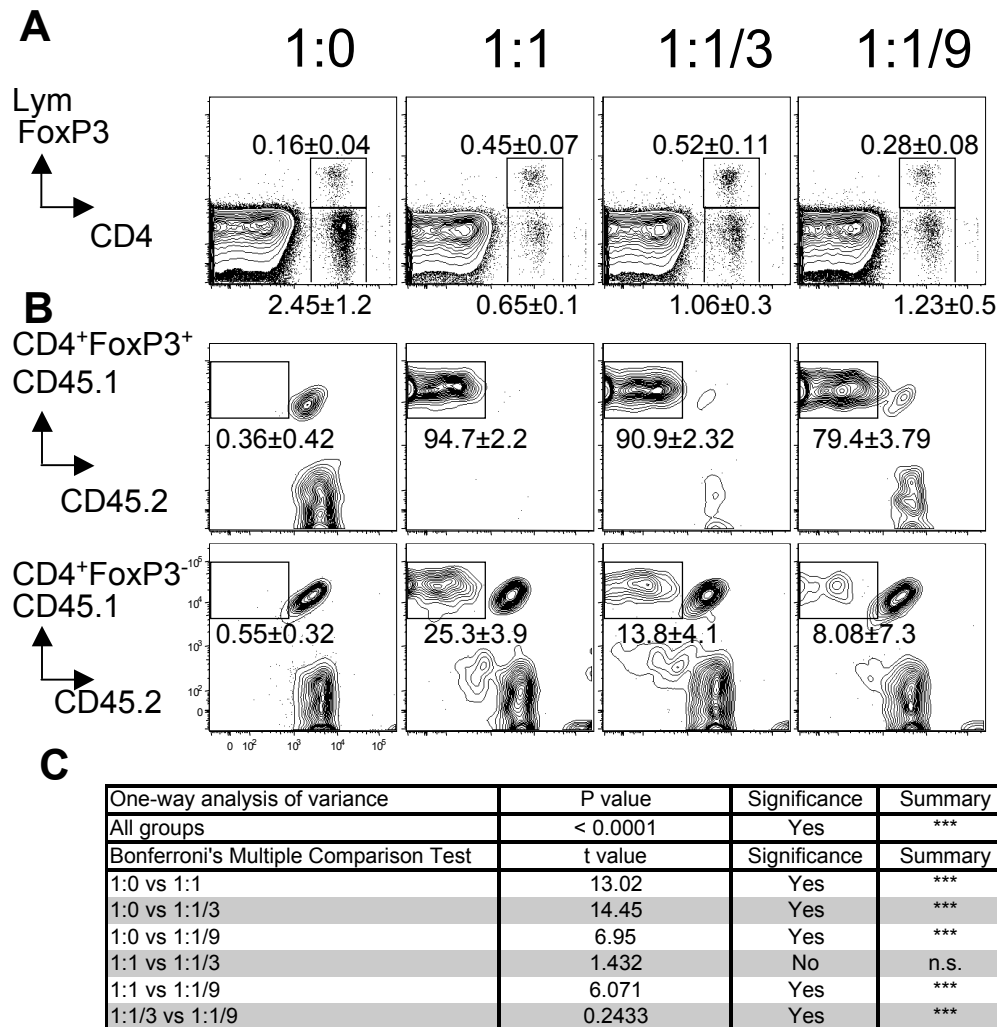 A
1:0 1:1 1:1/3 1:1/9
Lym
FoxP3
CD4
0.16±0.04 0.45±0.07 0.52±0.11 0.28±0.08
2.45±1.2 0.65±0.1 1.06±0.3 1.23±0.5
B
CD4⁺FoxP3⁺
CD45.1
CD45.2
0.36±0.42 94.7±2.2 90.9±2.32 79.4±3.79
CD4⁺FoxP3⁻
CD45.1
CD45.2
10⁵
10⁴
10³
10²
0
0.55±0.32 25.3±3.9 13.8±4.1 8.08±7.3
0 10² 10³ 10⁴ 10⁵
C
One-way analysis of variance P value Significance Summary
All groups < 0.0001 Yes ***
Bonferroni's Multiple Comparison Test t value Significance Summary
1:0 vs 1:1 13.02 Yes ***
1:0 vs 1:1/3 14.45 Yes ***
1:0 vs 1:1/9 6.95 Yes ***
1:1 vs 1:1/3 1.432 No n.s.
1:1 vs 1:1/9 6.071 Yes ***
1:1/3 vs 1:1/9 0.2433 Yes ***